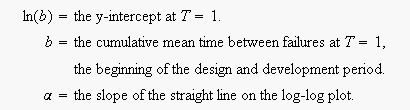 ln(b) = the y-intercept at T = 1.
b = the cumulative mean time between failures at T = 1,
the beginning of the design and development period.
α = the slope of the straight line on the log-log plot.